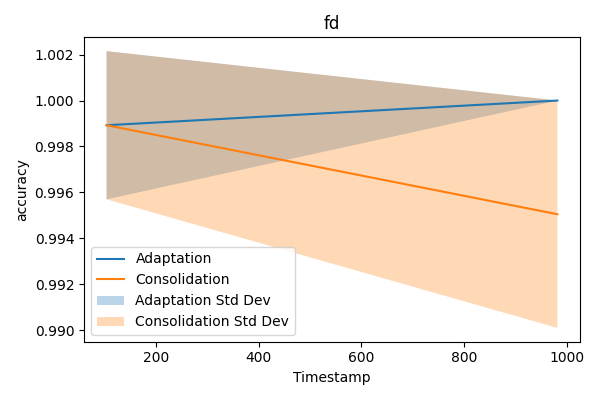 fd
1.002
1.000
0.998
0.996
0.994
0.992
0.990
accuracy
Adaptation
Consolidation
Adaptation Std Dev
Consolidation Std Dev
200
400
600
800
1000
Timestamp